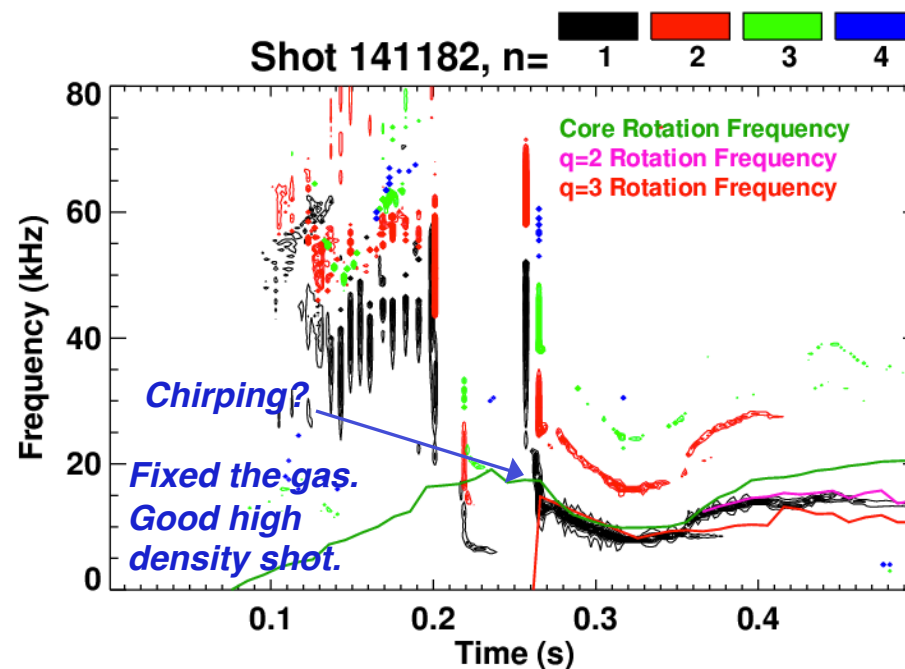 Shot 141182, n=
1 2 3 4
80
60
40
20
0
Frequency (kHz)
Core Rotation Frequency
q=2 Rotation Frequency
q=3 Rotation Frequency
Chirping?
Fixed the gas.
Good high
density shot.
0.1 0.2 0.3 0.4
Time (s)